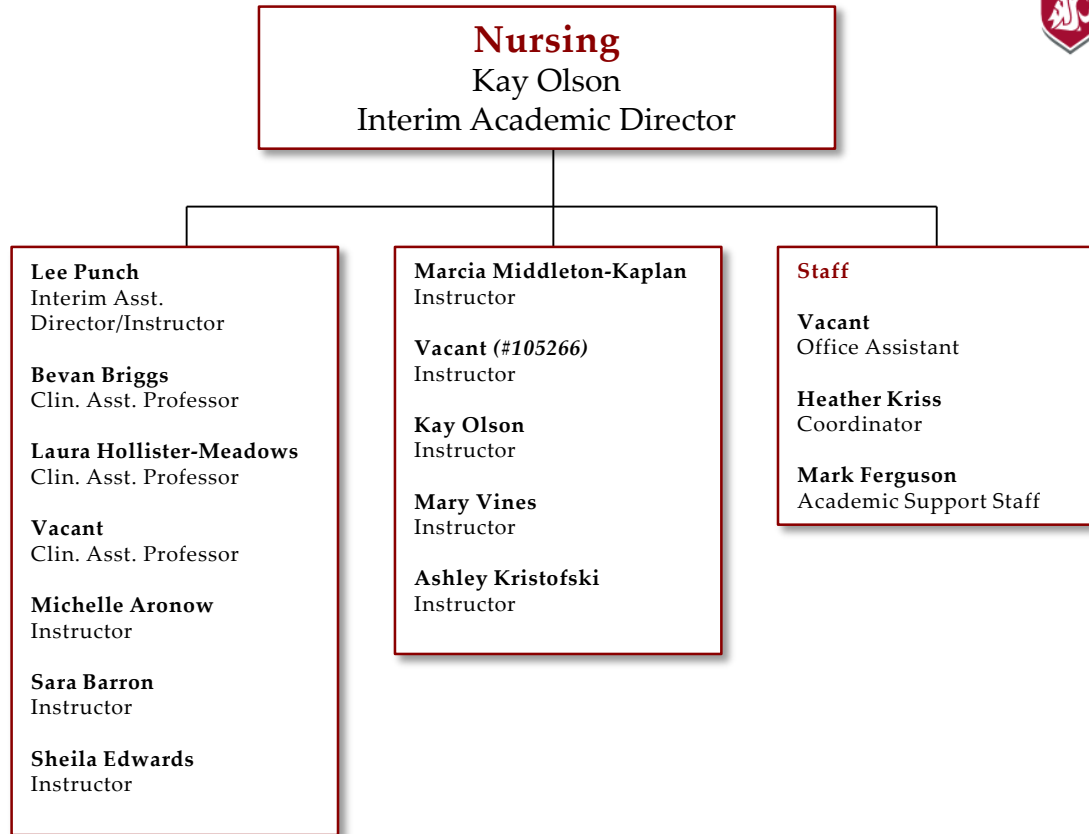 Nursing
Kay Olson
Interim Academic Director
Lee Punch
Interim Asst.
Director/Instructor
Bevan Briggs
Clin. Asst. Professor
Laura Hollister-Meadows
Clin. Asst. Professor
Vacant
Clin. Asst. Professor
Michelle Aronow
Instructor
Sara Barron
Instructor
Sheila Edwards
Instructor
Marcia Middleton-Kaplan
Instructor
Vacant (#105266)
Instructor
Kay Olson
Instructor
Mary Vines
Instructor
Ashley Kristofski
Instructor
Staff
Vacant
Office Assistant
Heather Kriss
Coordinator
Mark Ferguson
Academic Support Staff